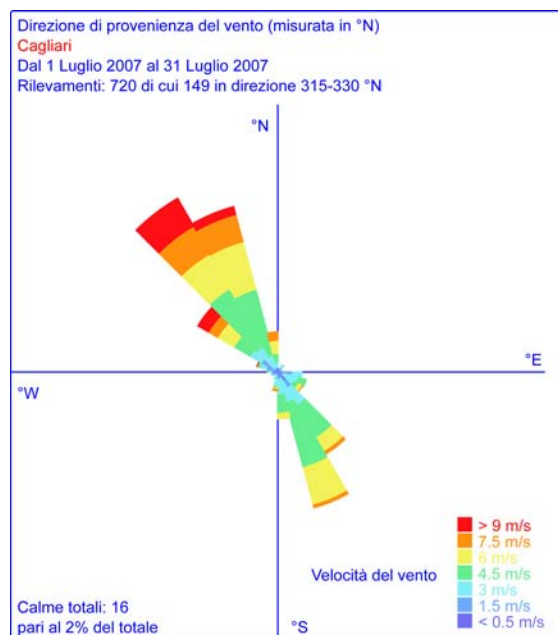 Direzione di provenienza del vento (misurata in °N)
Cagliari
Dal 1 Luglio 2007 al 31 Luglio 2007
Rilevamenti: 720 di cui 149 in direzione 315-330 °N
°N
°E
°W
> 9 m/s
7.5 m/s
6 m/s
4.5 m/s
Velocità del vento
3 m/s
1.5 m/s
< 0.5 m/s
Calme totali: 16
pari al 2% del totale
°S